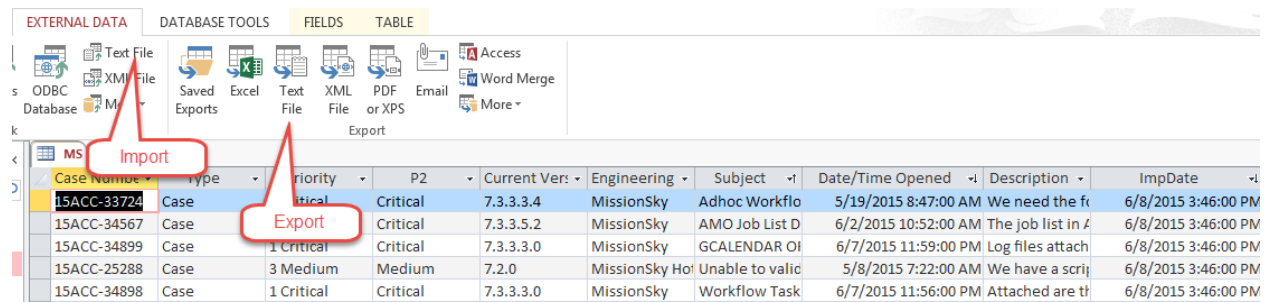 EXTERNAL DATA DATABASE TOOLS FIELDS TABLE
Text File Access
XML File Word Merge
ODBC Database Saved Exports Excel Text File XML File PDF or XPS Email More
Export
MS
Import
Type P2 Current Vers Engineering Subject Date/Time Opened Description ImpDate
15ACC-33724 Case Critical 7.3.3.3.4 MissionSky Adhoc Workflo 5/19/2015 8:47:00 AM We need the fo 6/8/2015 3:46:00 PM
Export
15ACC-34567 Case Critical 7.3.3.5.2 MissionSky AMO Job List D 6/2/2015 10:52:00 AM The job list in A 6/8/2015 3:46:00 PM
15ACC-34899 Case 1 Critical Critical 7.3.3.3.0 MissionSky GCALENDAR OF 6/7/2015 11:59:00 PM Log files attach 6/8/2015 3:46:00 PM
15ACC-25288 Case 3 Medium Medium 7.2.0 MissionSky Hot Unable to valid 5/8/2015 7:22:00 AM We have a scrip 6/8/2015 3:46:00 PM
15ACC-34898 Case 1 Critical Critical 7.3.3.3.0 MissionSky Workflow Task 6/7/2015 11:56:00 PM Attached are th 6/8/2015 3:46:00 PM